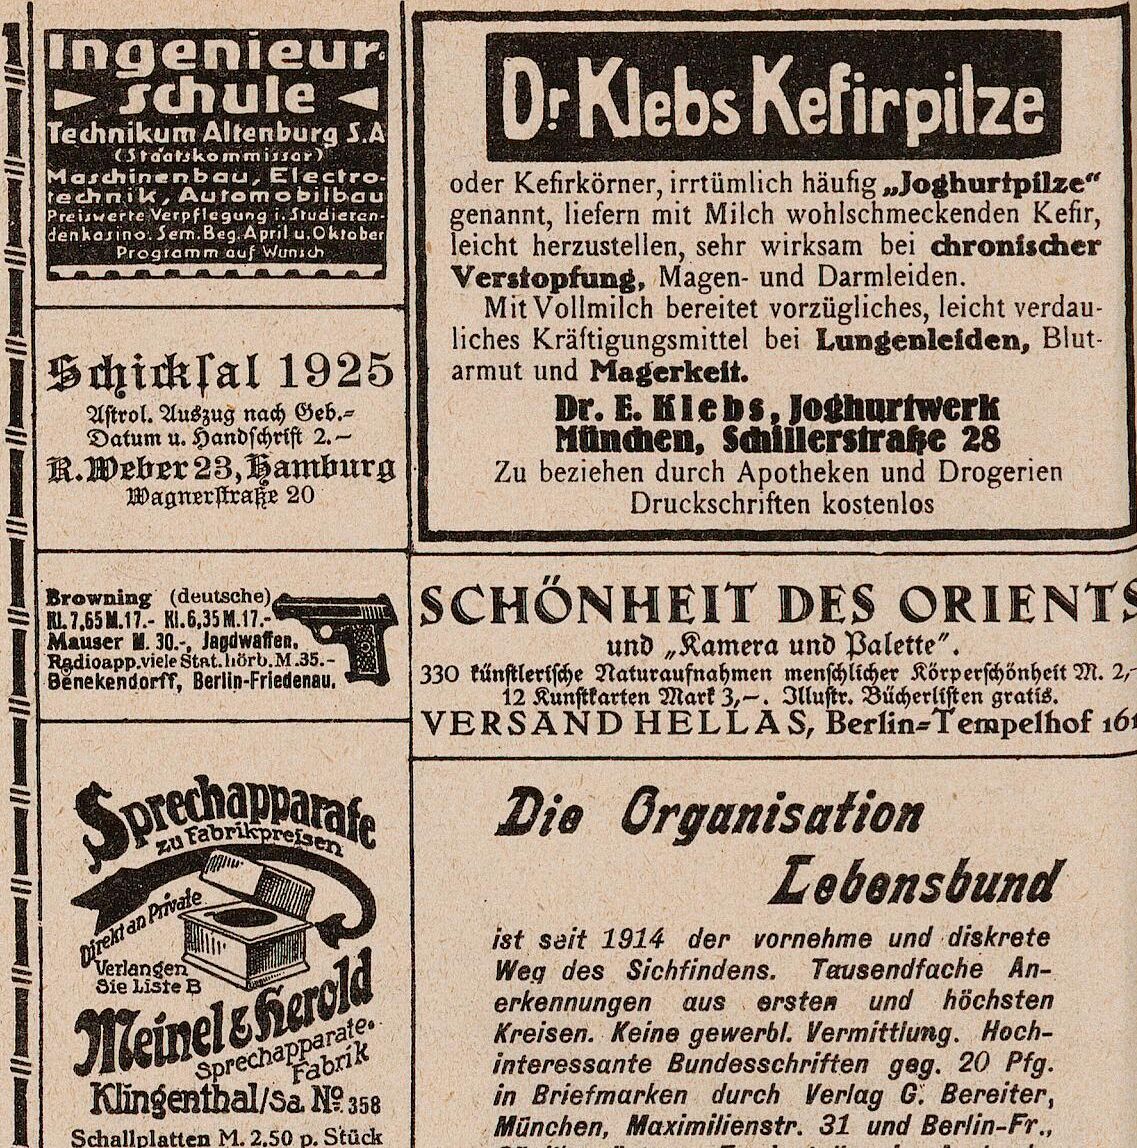 Ingenieur-
schule
Technikum Altenburg S.A
(Staatskommissar)
Maschinenbau, Electro-
technik, Automobilbau
Preiswerte Verpflegung i. Studieren-
denkasino. Sem. Beg. April u. Oktober
Programm auf Wunsch
Schickſal 1925
Aſtrol. Auszug nach Geb.=
Datum u. Handſchrift 2.—
R. Weber 23, Hamburg
Wagnerſtraße 20
Browning (deutsche)
Kl. 7,65 M. 17.- Kl. 6,35 M. 17.-
Mauser M. 30.-, Jagdwaffen.
Radioapp. viele Stat. hörb. M. 35.-
Benekendorff, Berlin-Friedenau.
Sprechapparate
zu Fabrikpreisen
Direkt an Private
Verlangen
Sie Liste B
Meinel & Herold
Sprechapparate-
Fabrik
Klingenthal/Sa. No. 358
Schallplatten M. 2,50 p. Stück
Dr. Klebs Kefirpilze
oder Kefirkörner, irrtümlich häufig „Joghurtpilze“
genannt, liefern mit Milch wohlschmeckenden Kefir,
leicht herzustellen, sehr wirksam bei chronischer
Verstopfung, Magen- und Darmleiden.
Mit Vollmilch bereitet vorzügliches, leicht verdau-
liches Kräftigungsmittel bei Lungenleiden, Blut-
armut und Magerkeit.
Dr. E. Klebs, Joghurtwerk
München, Schillerstraße 28
Zu beziehen durch Apotheken und Drogerien
Druckschriften kostenlos
SCHÖNHEIT DES ORIENTS
und „Kamera und Palette“.
330 künſtleriſche Naturaufnahmen menſchlicher Körperſchönheit M. 2,-
12 Kunſtkarten Mark 3,—. Illuſtr. Bücherliſten gratis.
VERSAND HELLAS, Berlin=Tempelhof 161
Die Organisation
Lebensbund
ist seit 1914 der vornehme und diskrete
Weg des Sichfindens. Tausendfache An-
erkennungen aus ersten und höchsten
Kreisen. Keine gewerbl. Vermittlung. Hoch-
interessante Bundesschriften geg. 20 Pfg.
in Briefmarken durch Verlag G. Bereiter,
München, Maximilienstr. 31 und Berlin-Fr.,